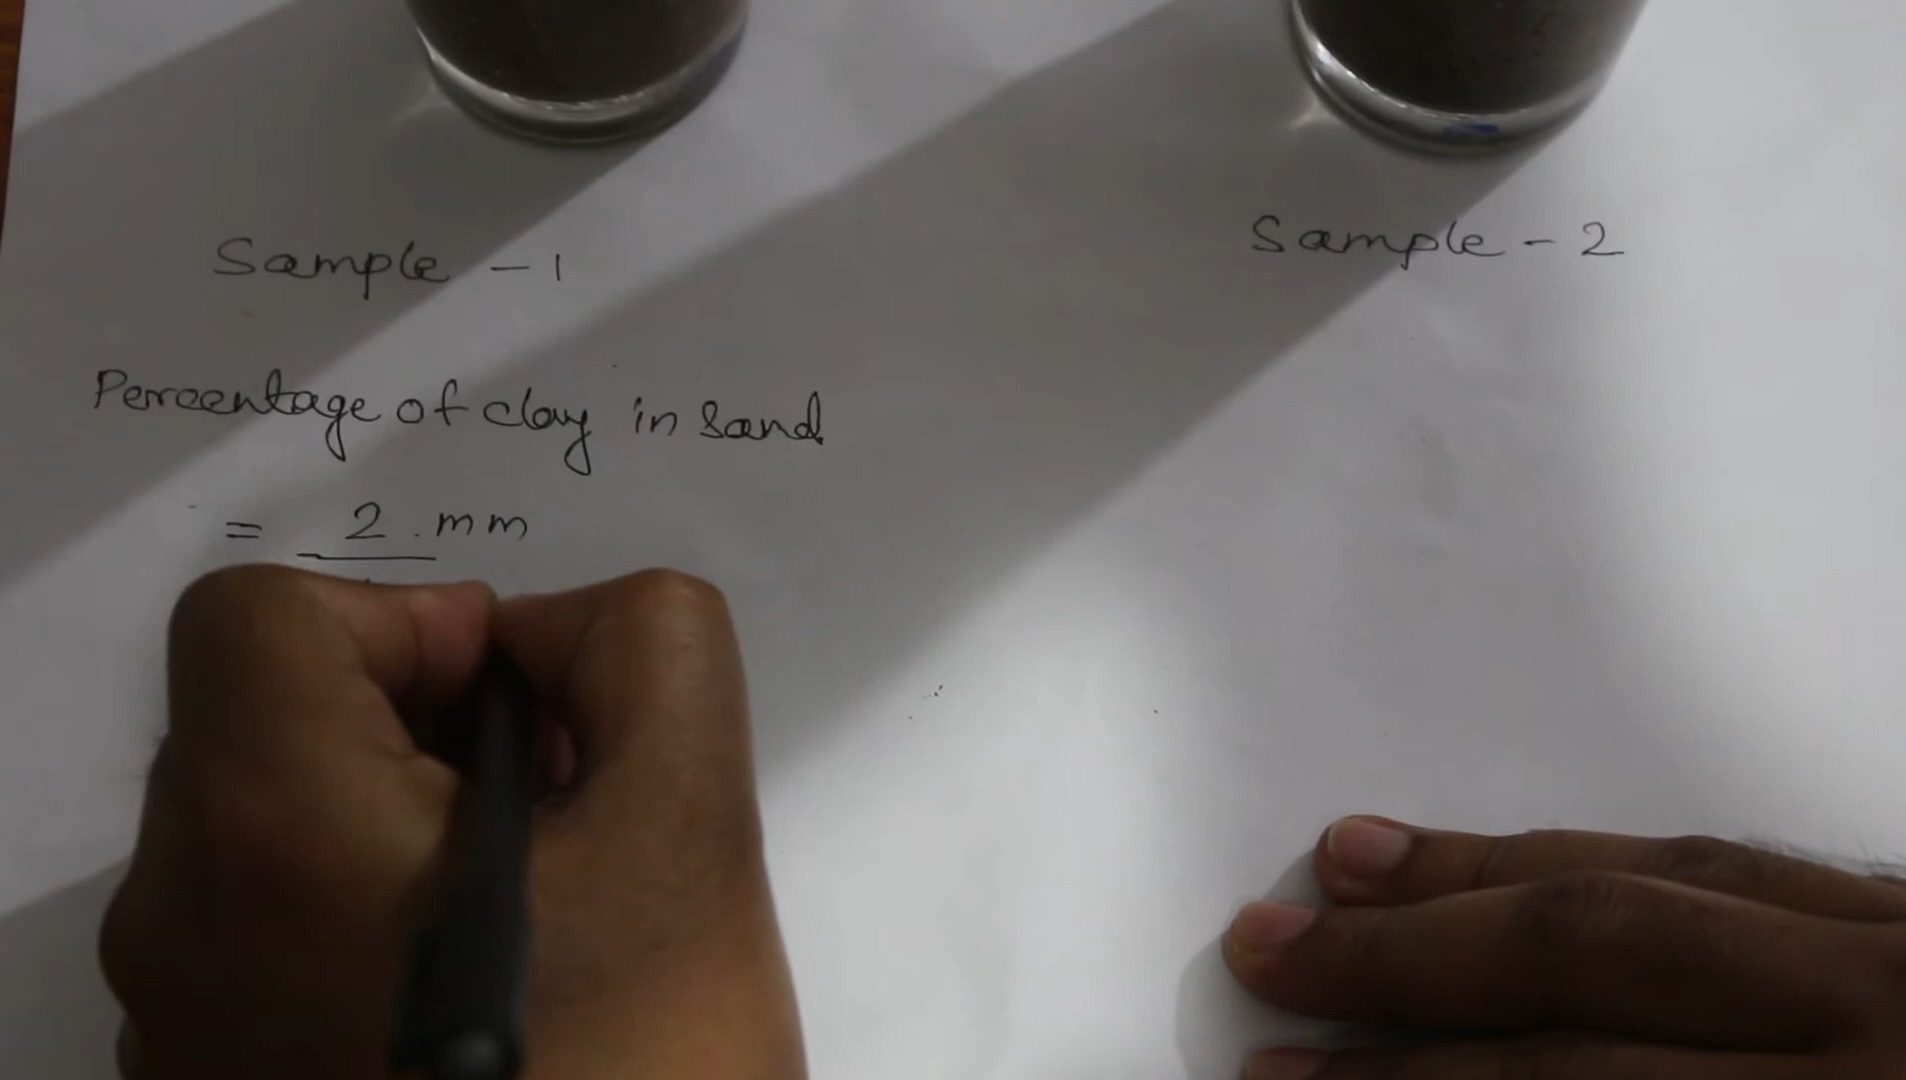 Sample - 1
Sample - 2
Percentage of clay in Sand
= 2 mm